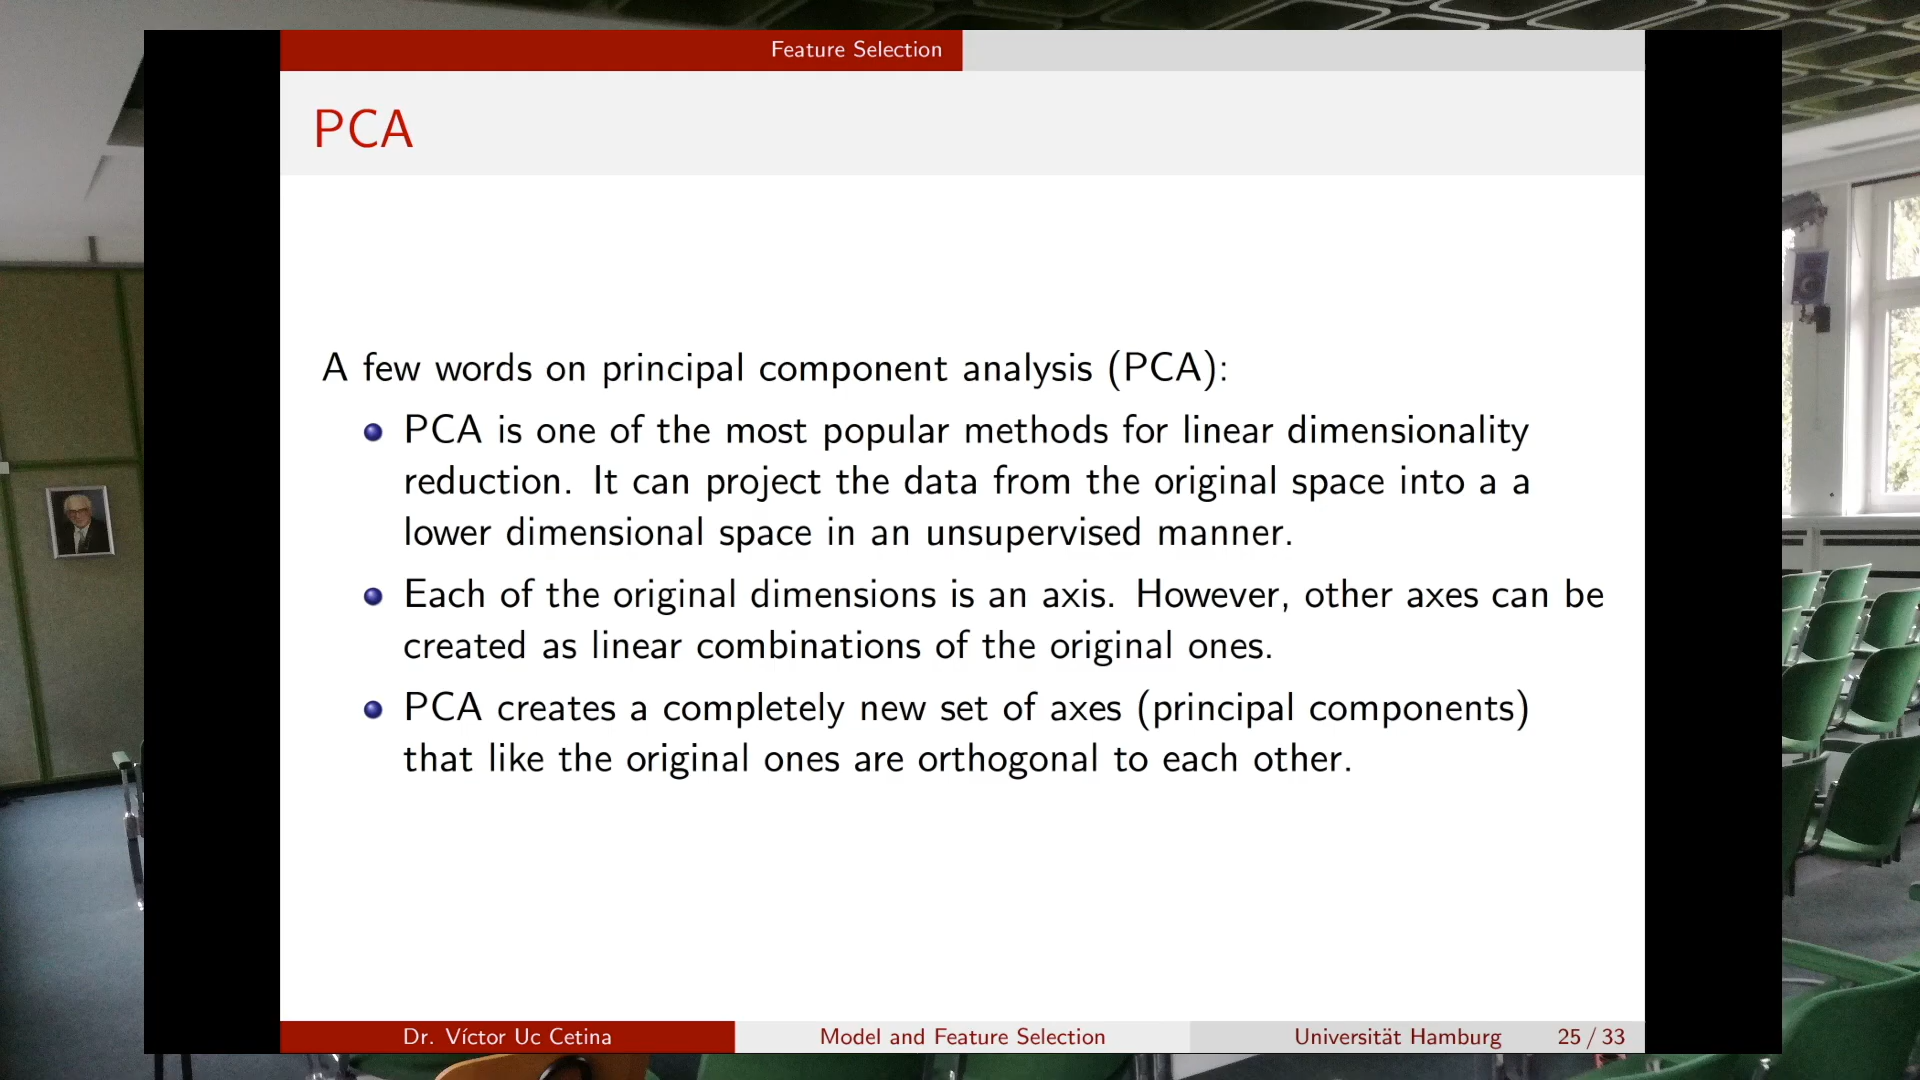 Feature Selection
PCA
A few words on principal component analysis (PCA):
PCA is one of the most popular methods for linear dimensionality
reduction. It can project the data from the original space into a a
lower dimensional space in an unsupervised manner.
Each of the original dimensions is an axis. However, other axes can be
created as linear combinations of the original ones.
PCA creates a completely new set of axes (principal components)
that like the original ones are orthogonal to each other.
Dr. Víctor Uc Cetina Model and Feature Selection Universität Hamburg 25 / 33